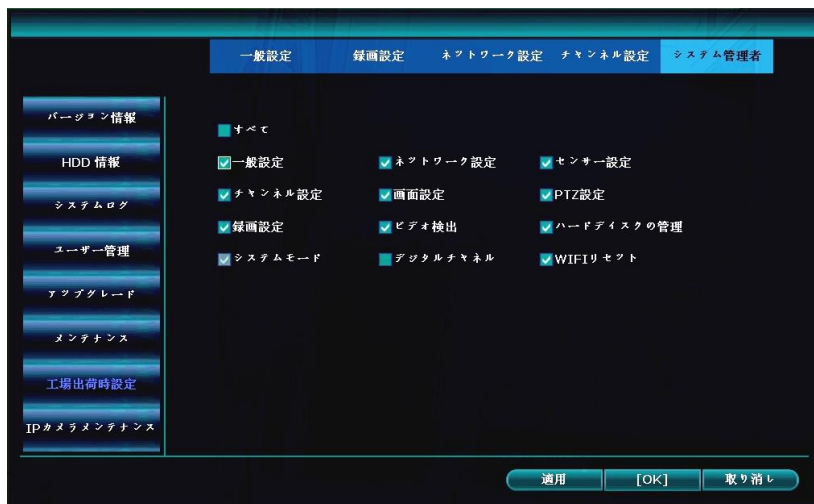 一般設定 録画設定 ネットワーク設定 チャンネル設定 システム管理者
バージョン情報
HDD 情報
システムログ
ユーザー管理
アップグレード
メンテナンス
工場出荷時設定
IPカメラメンテナンス
すべて
一般設定 ネットワーク設定 センサー設定
チャンネル設定 画面設定 PTZ設定
録画設定 ビデオ検出 ハードディスクの管理
システムモード デジタルチャネル WIFIリセット
適用 [OK] 取り消し